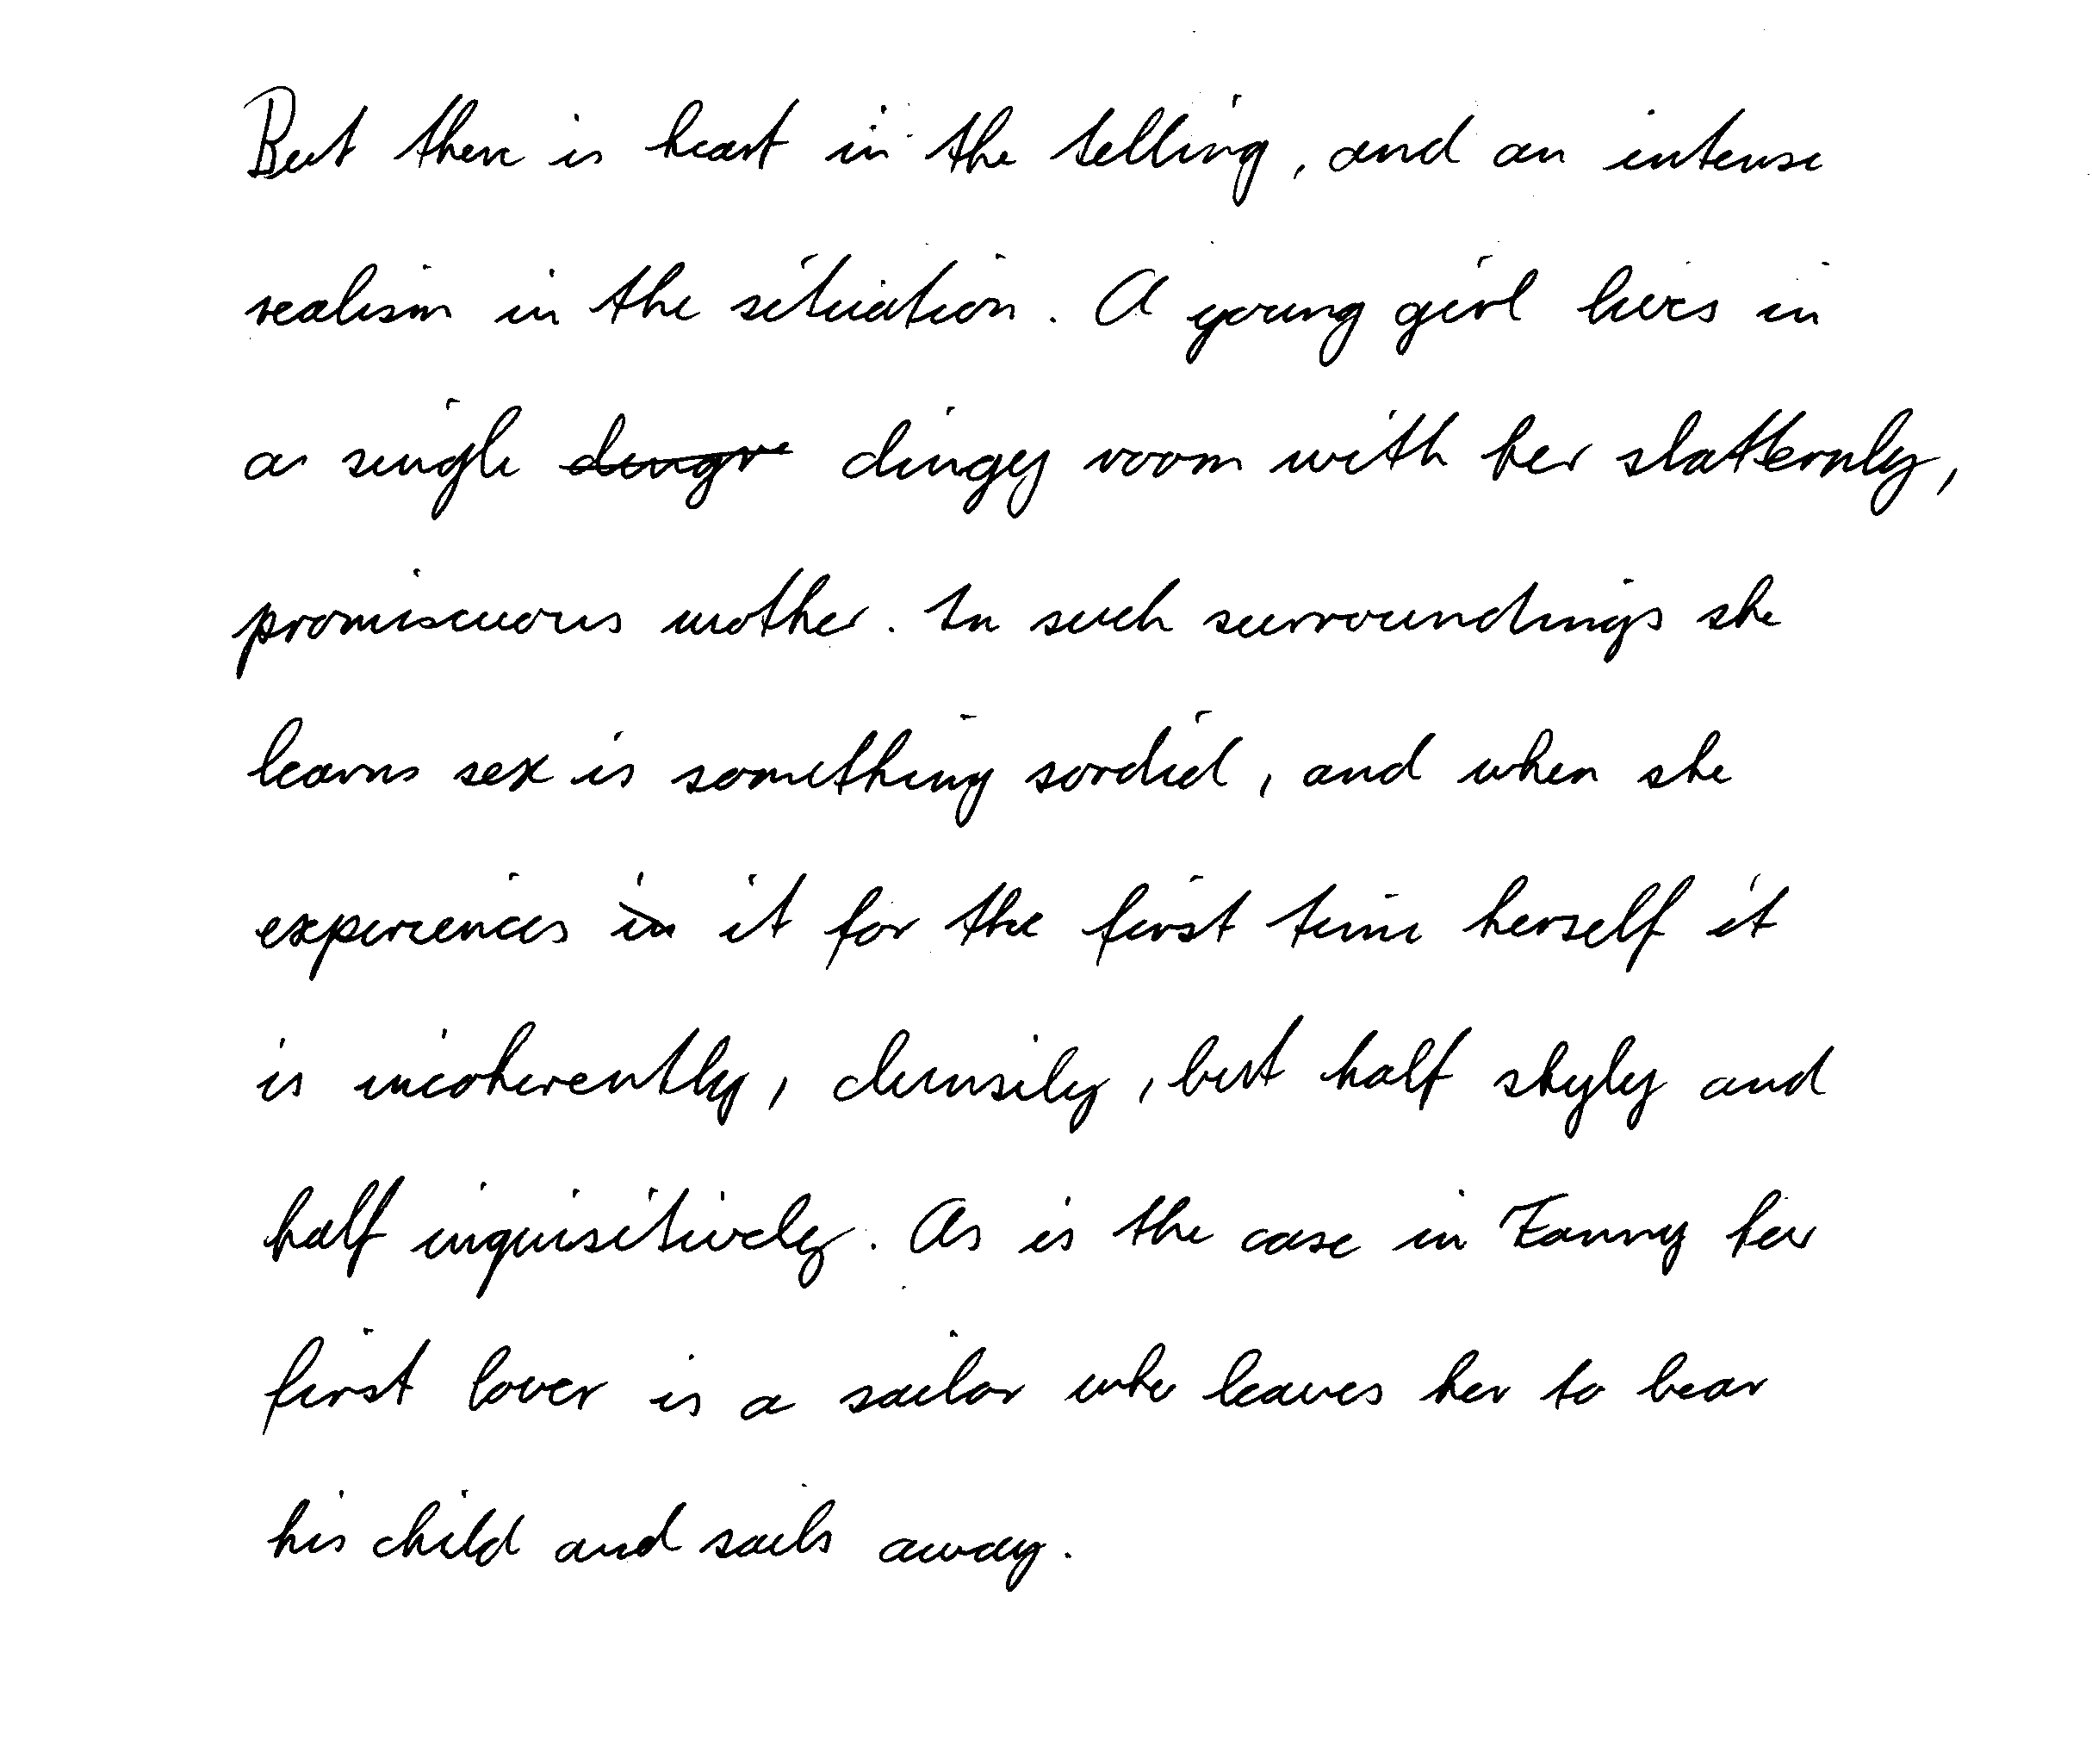 But there is heart in the telling, and an intense
realism in the situation. A young girl lives in
a single dingy room with her slatternly,
promiscuous mother. In such surroundings she
learns sex is something sordid, and when she
experiences in it for the first time herself it
is incoherently, clumsily, but half shyly and
half inquisitively. As is the case in Fanny her
first lover is a sailor who leaves her to bear
his child and sails away.